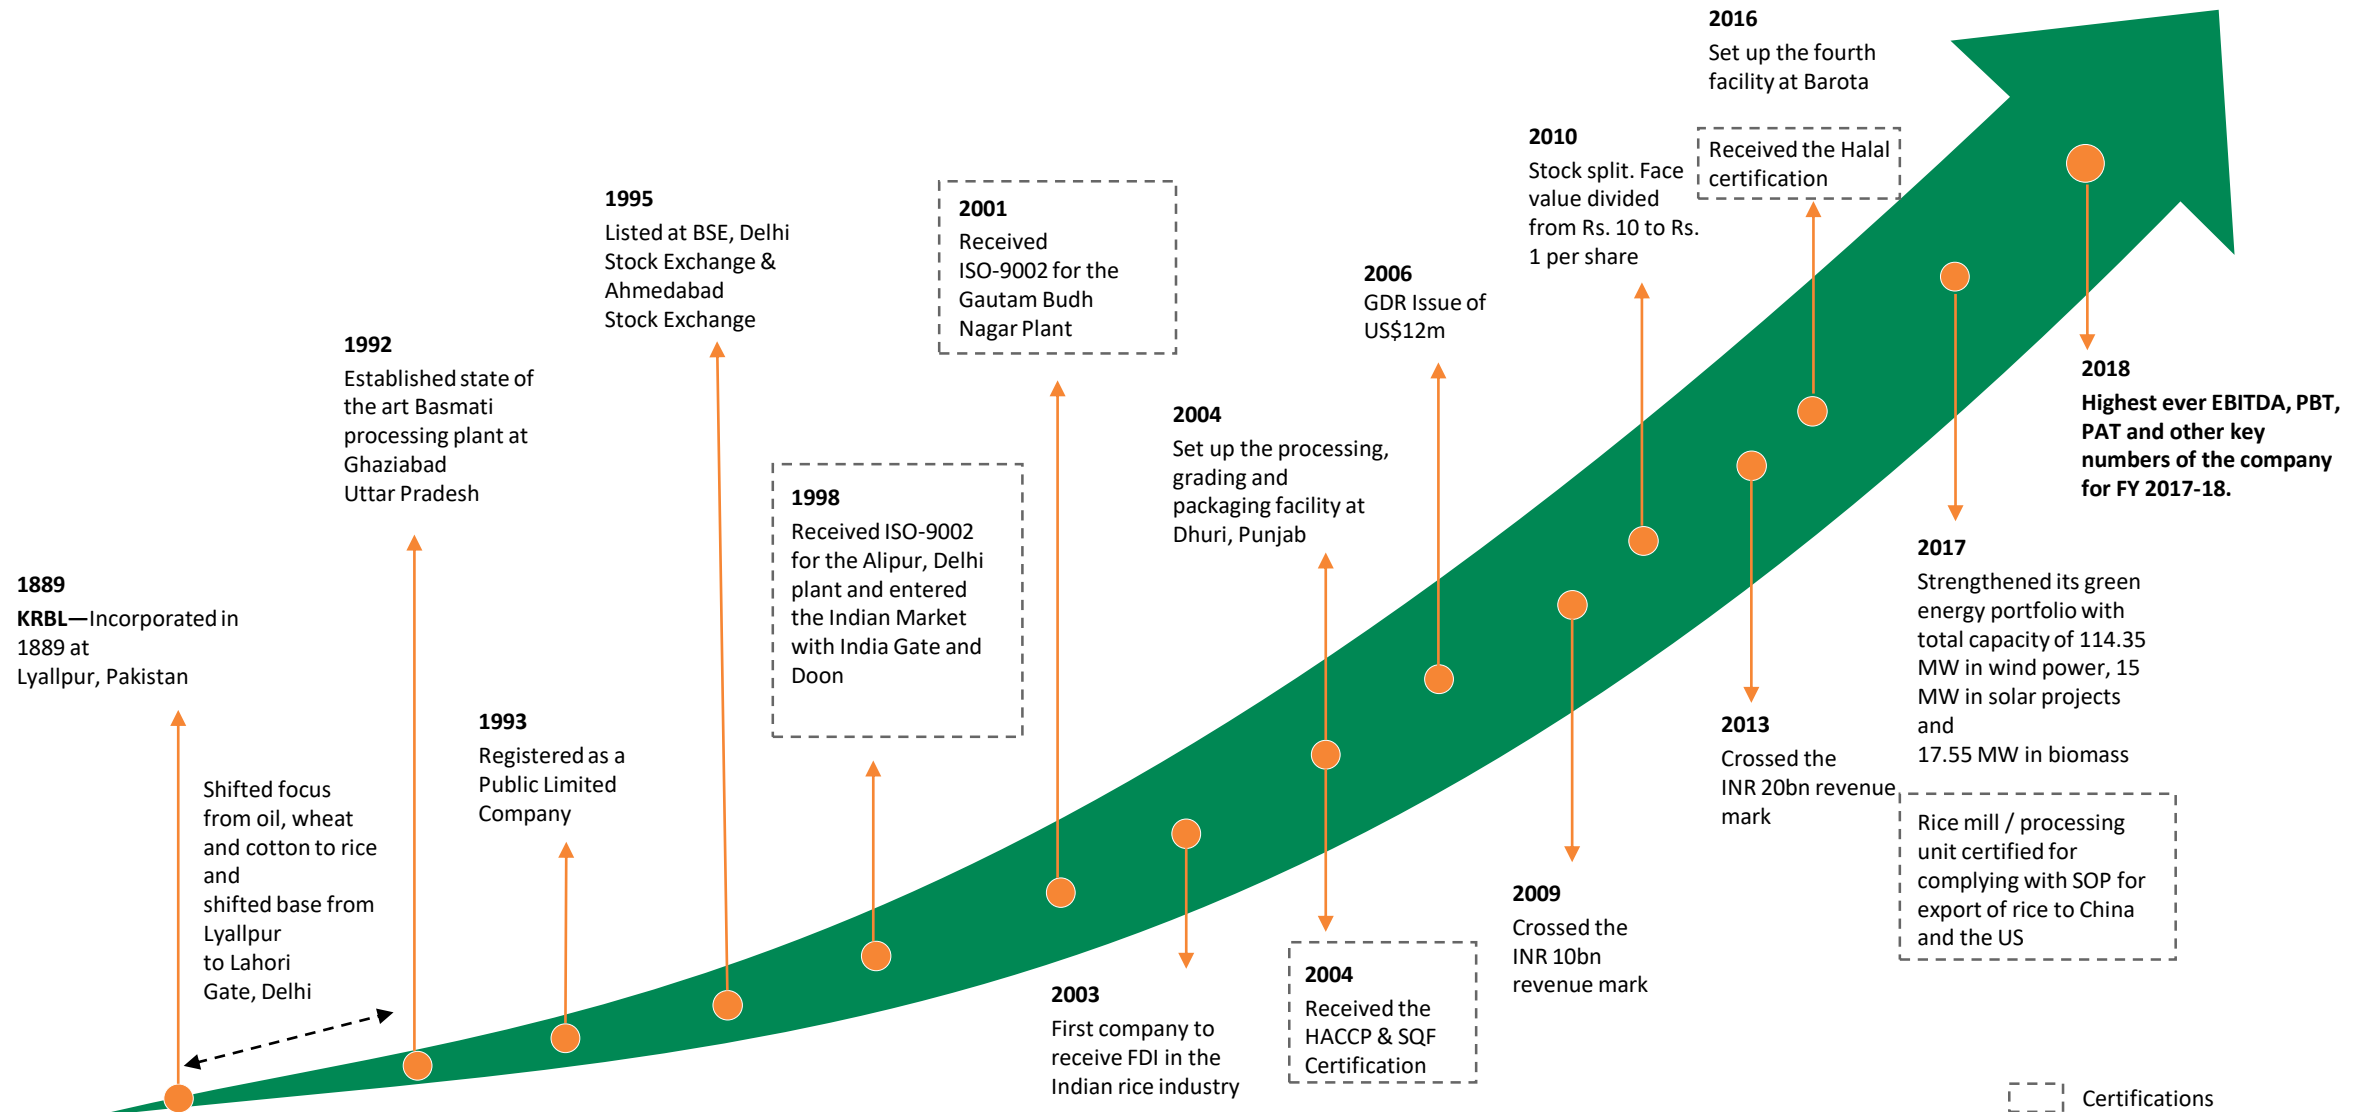 1889
KRBL—Incorporated in
1889 at
Lyallpur, Pakistan
Shifted focus
from oil, wheat
and cotton to rice
and
shifted base from
Lyallpur
to Lahori
Gate, Delhi
1992
Established state of
the art Basmati
processing plant at
Ghaziabad
Uttar Pradesh
1993
Registered as a
Public Limited
Company
1995
Listed at BSE, Delhi
Stock Exchange &
Ahmedabad
Stock Exchange
1998
Received ISO-9002
for the Alipur, Delhi
plant and entered
the Indian Market
with India Gate and
Doon
2001
Received
ISO-9002 for the
Gautam Budh
Nagar Plant
2003
First company to
receive FDI in the
Indian rice industry
2004
Set up the processing,
grading and
packaging facility at
Dhuri, Punjab
2004
Received the
HACCP & SQF
Certification
2006
GDR Issue of
US$12m
2009
Crossed the
INR 10bn
revenue mark
2010
Stock split. Face
value divided
from Rs. 10 to Rs.
1 per share
2013
Crossed the
INR 20bn revenue
mark
2016
Set up the fourth
facility at Barota
Received the Halal
certification
2017
Strengthened its green
energy portfolio with
total capacity of 114.35
MW in wind power, 15
MW in solar projects
and
17.55 MW in biomass
Rice mill / processing
unit certified for
complying with SOP for
export of rice to China
and the US
2018
Highest ever EBITDA, PBT,
PAT and other key
numbers of the company
for FY 2017-18.
Certifications